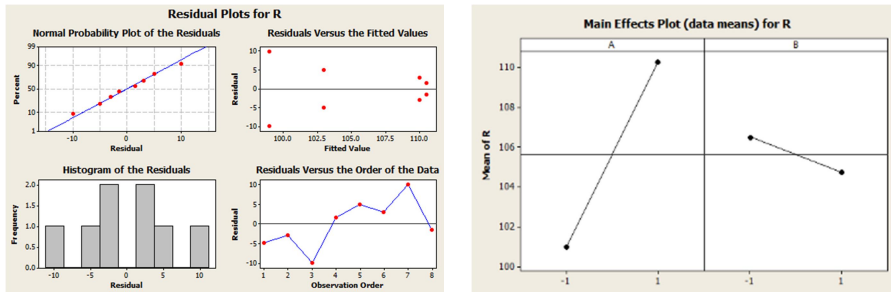 Residual Plots for R
Normal Probability Plot of the Residuals
99
90
50
10
1
Percent
-10 0 10
Residual
Residuals Versus the Fitted Values
10
5
0
-5
-10
Residual
100.0 102.5 105.0 107.5 110.0
Fitted Value
Histogram of the Residuals
2.0
1.5
1.0
0.5
0.0
Frequency
-10 -5 0 5 10
Residual
Residuals Versus the Order of the Data
10
5
0
-5
-10
Residual
1 2 3 4 5 6 7 8
Observation Order
Main Effects Plot (data means) for R
A B
110
108
106
104
102
100
Mean of R
-1 1 -1 1